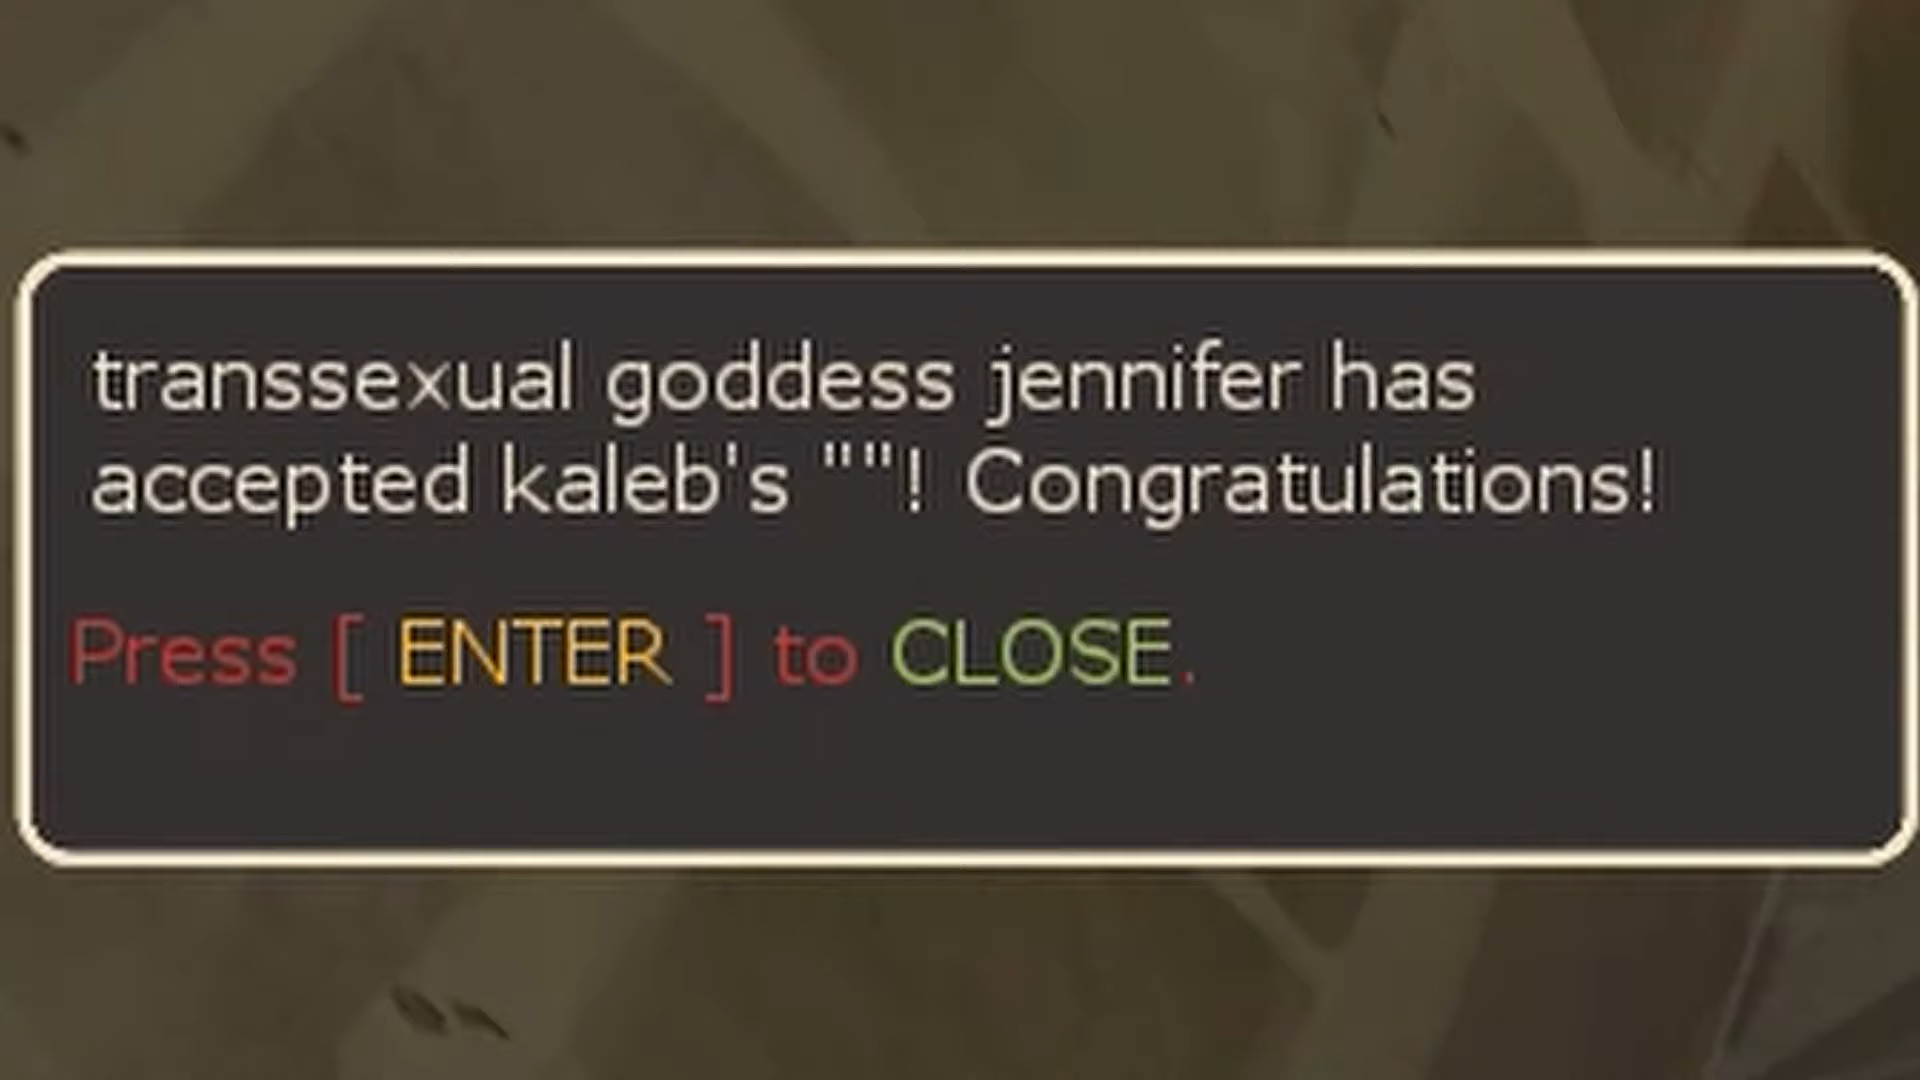 transsexual goddess jennifer has
accepted kaleb's ""! Congratulations!
Press [ ENTER ] to CLOSE.